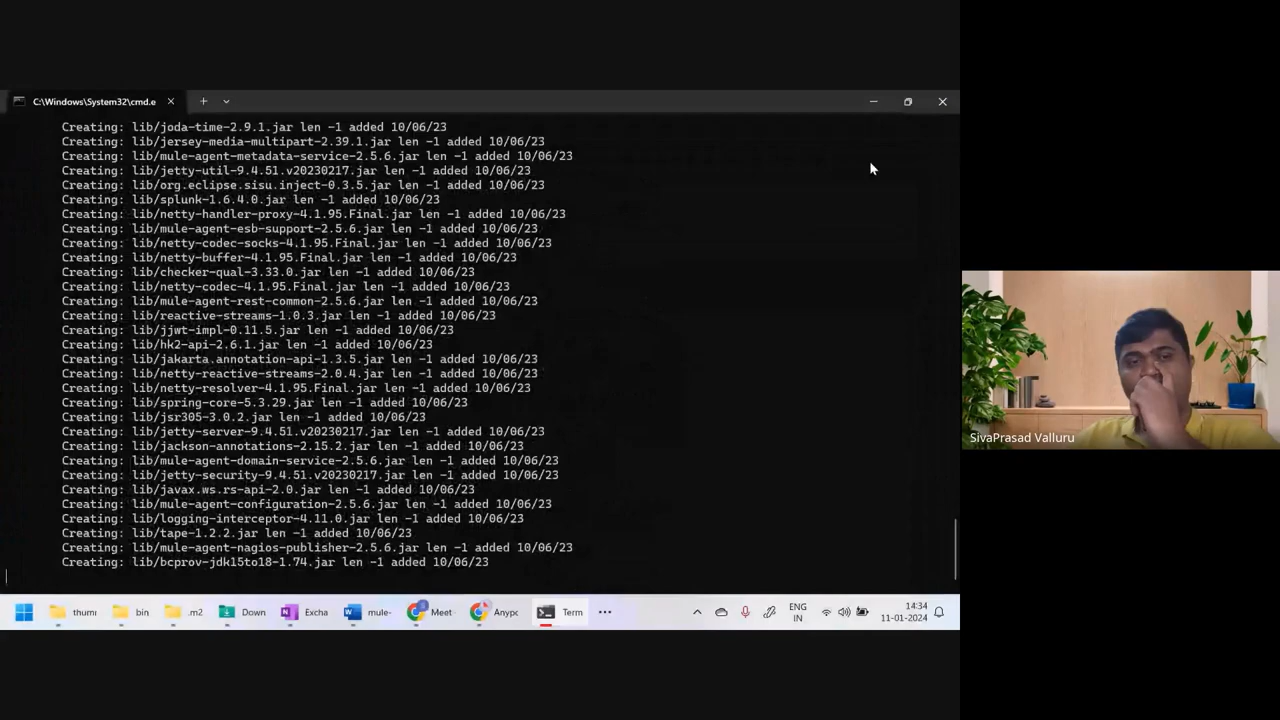 C:\Windows\System32\cmd.e
Creating: lib/joda-time-2.9.1.jar len -1 added 10/06/23
Creating: lib/jersey-media-multipart-2.39.1.jar len -1 added 10/06/23
Creating: lib/mule-agent-metadata-service-2.5.6.jar len -1 added 10/06/23
Creating: lib/jetty-util-9.4.51.v20230217.jar len -1 added 10/06/23
Creating: lib/org.eclipse.sisu.inject-0.3.5.jar len -1 added 10/06/23
Creating: lib/splunk-1.6.4.0.jar len -1 added 10/06/23
Creating: lib/netty-handler-proxy-4.1.95.Final.jar len -1 added 10/06/23
Creating: lib/mule-agent-esb-support-2.5.6.jar len -1 added 10/06/23
Creating: lib/netty-codec-socks-4.1.95.Final.jar len -1 added 10/06/23
Creating: lib/netty-buffer-4.1.95.Final.jar len -1 added 10/06/23
Creating: lib/checker-qual-3.33.0.jar len -1 added 10/06/23
Creating: lib/netty-codec-4.1.95.Final.jar len -1 added 10/06/23
Creating: lib/mule-agent-rest-common-2.5.6.jar len -1 added 10/06/23
Creating: lib/reactive-streams-1.0.3.jar len -1 added 10/06/23
Creating: lib/jjwt-impl-0.11.5.jar len -1 added 10/06/23
Creating: lib/hk2-api-2.6.1.jar len -1 added 10/06/23
Creating: lib/jakarta.annotation-api-1.3.5.jar len -1 added 10/06/23
Creating: lib/netty-reactive-streams-2.0.4.jar len -1 added 10/06/23
Creating: lib/netty-resolver-4.1.95.Final.jar len -1 added 10/06/23
Creating: lib/spring-core-5.3.29.jar len -1 added 10/06/23
Creating: lib/jsr305-3.0.2.jar len -1 added 10/06/23
Creating: lib/jetty-server-9.4.51.v20230217.jar len -1 added 10/06/23
Creating: lib/jackson-annotations-2.15.2.jar len -1 added 10/06/23
Creating: lib/mule-agent-domain-service-2.5.6.jar len -1 added 10/06/23
Creating: lib/jetty-security-9.4.51.v20230217.jar len -1 added 10/06/23
Creating: lib/javax.ws.rs-api-2.0.jar len -1 added 10/06/23
Creating: lib/mule-agent-configuration-2.5.6.jar len -1 added 10/06/23
Creating: lib/logging-interceptor-4.11.0.jar len -1 added 10/06/23
Creating: lib/tape-1.2.2.jar len -1 added 10/06/23
Creating: lib/mule-agent-nagios-publisher-2.5.6.jar len -1 added 10/06/23
Creating: lib/bcprov-jdk15to18-1.74.jar len -1 added 10/06/23
SivaPrasad Valluru
thumb bin .m2 Down Excha mule- Meet Anypc Term
ENG
IN
14:34
11-01-2024